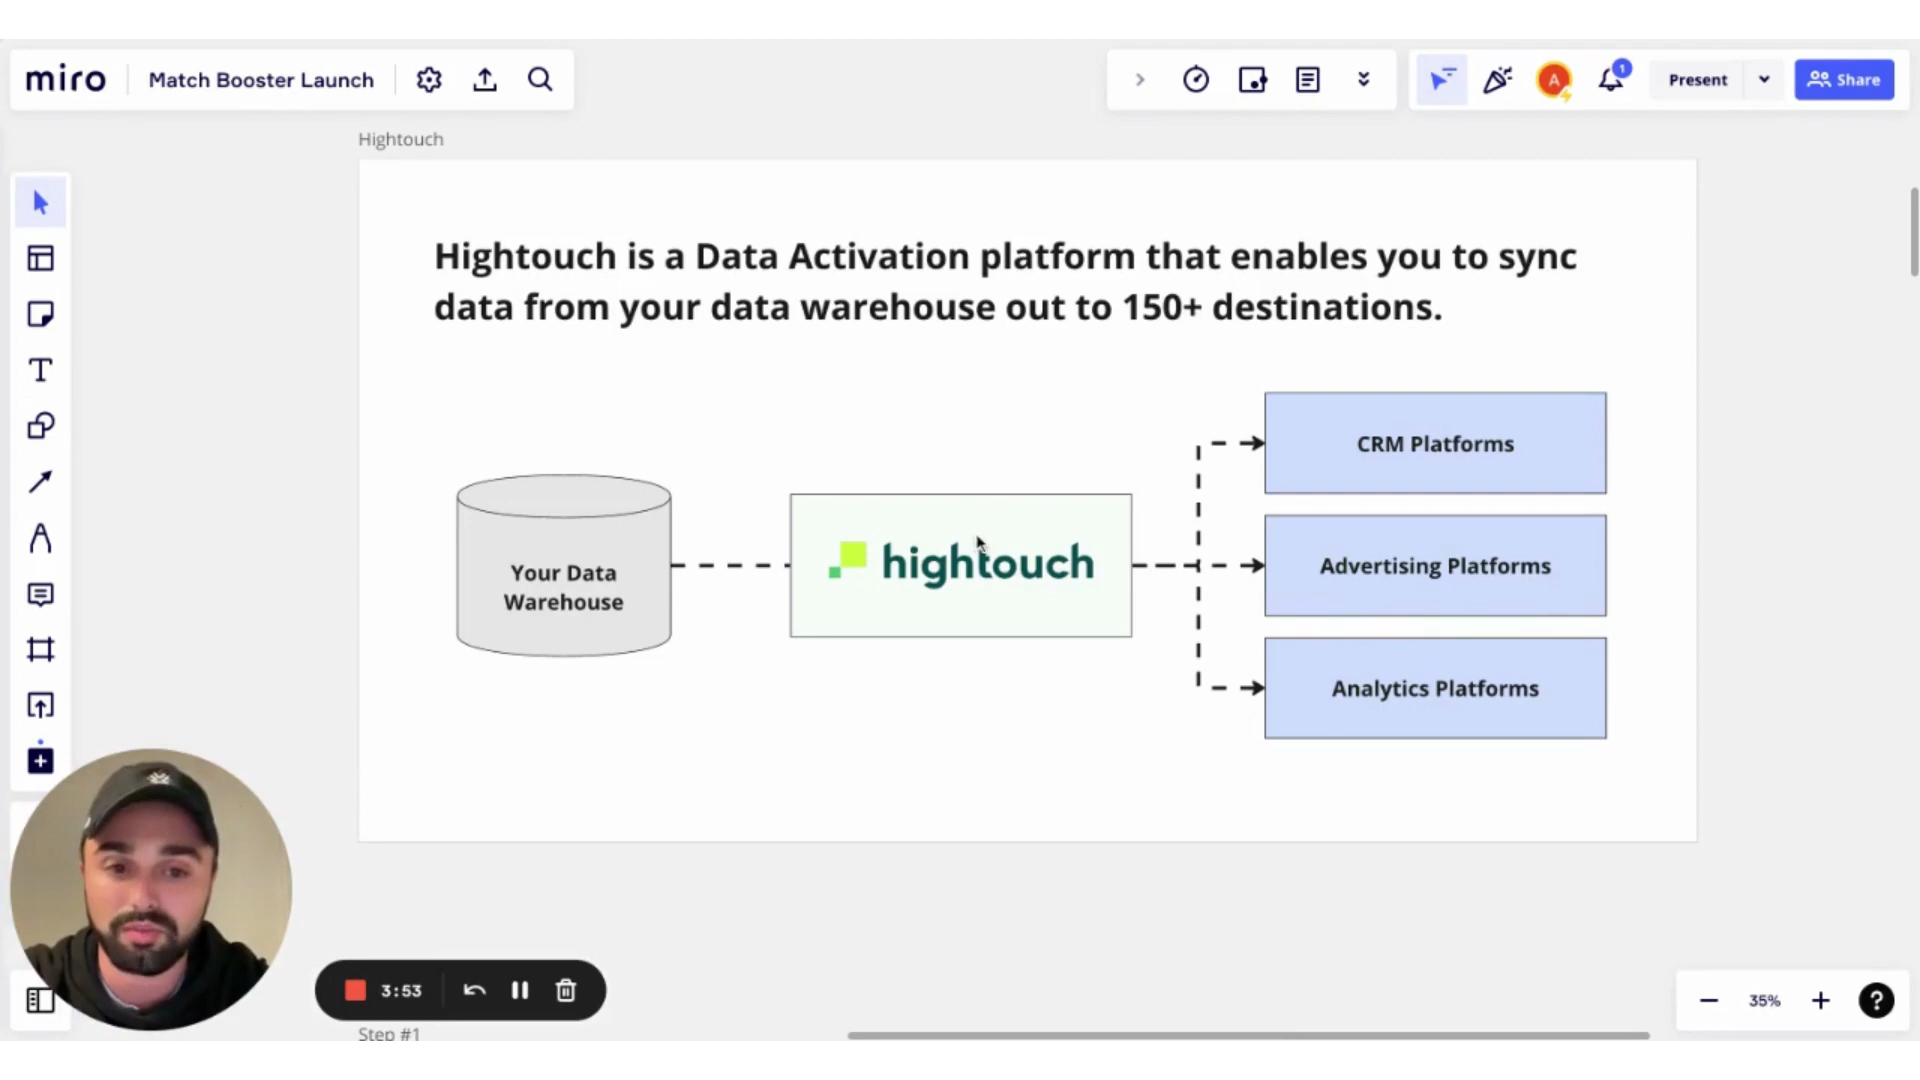 miro
Match Booster Launch
A
1
Present
Share
Hightouch
Hightouch is a Data Activation platform that enables you to sync
data from your data warehouse out to 150+ destinations.
Your Data
Warehouse
hightouch
CRM Platforms
Advertising Platforms
Analytics Platforms
3:53
Step #1
35%
?